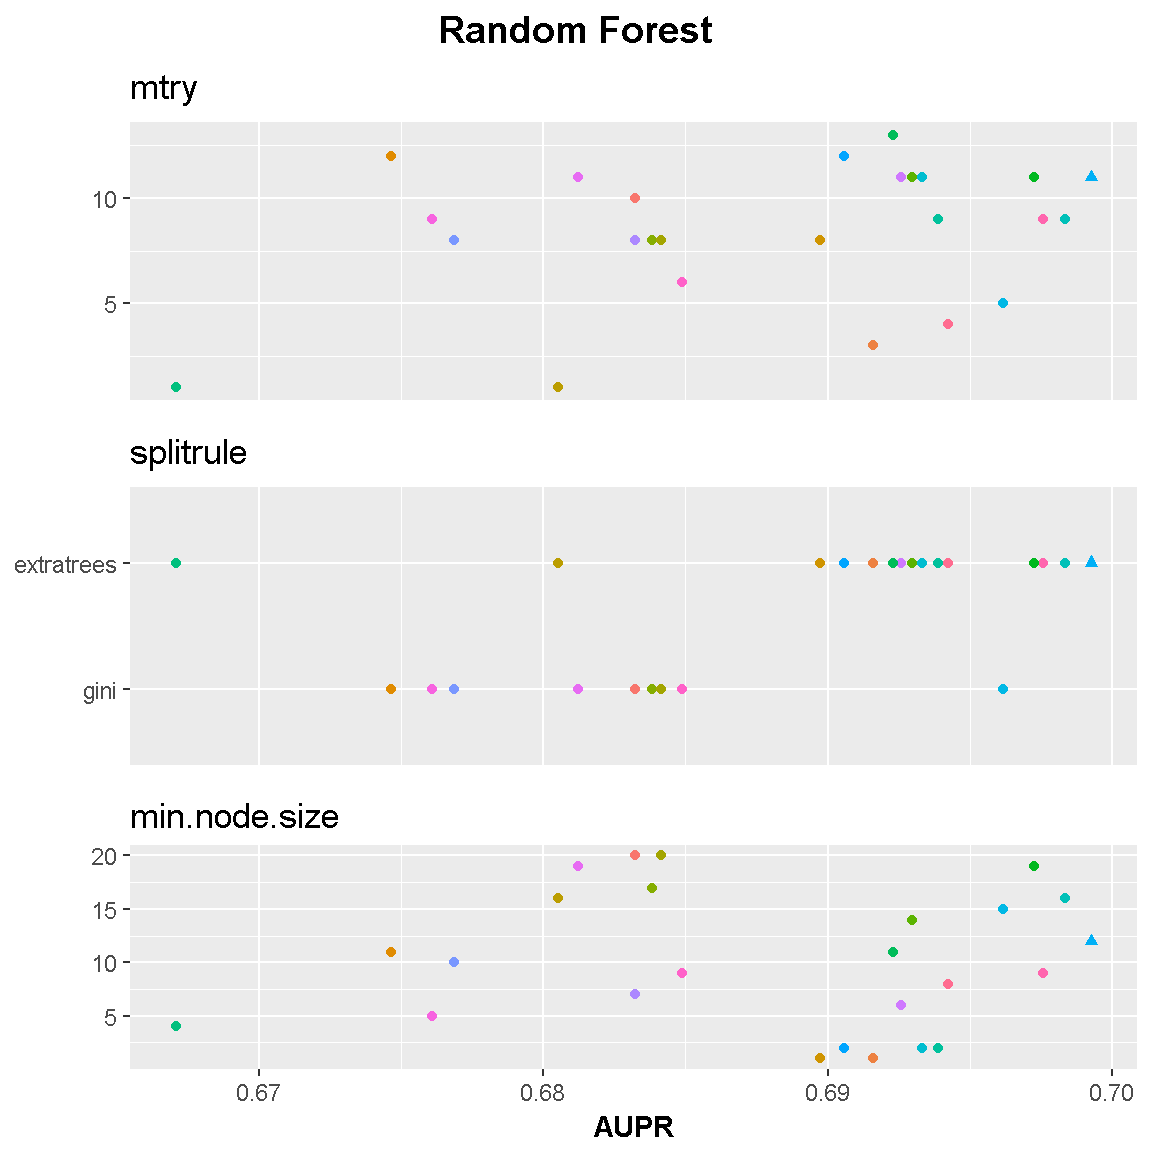 Random Forest
mtry
10
5
splitrule
extratrees
gini
min.node.size
20
15
10
5
0.67 0.68 0.69 0.70
AUPR